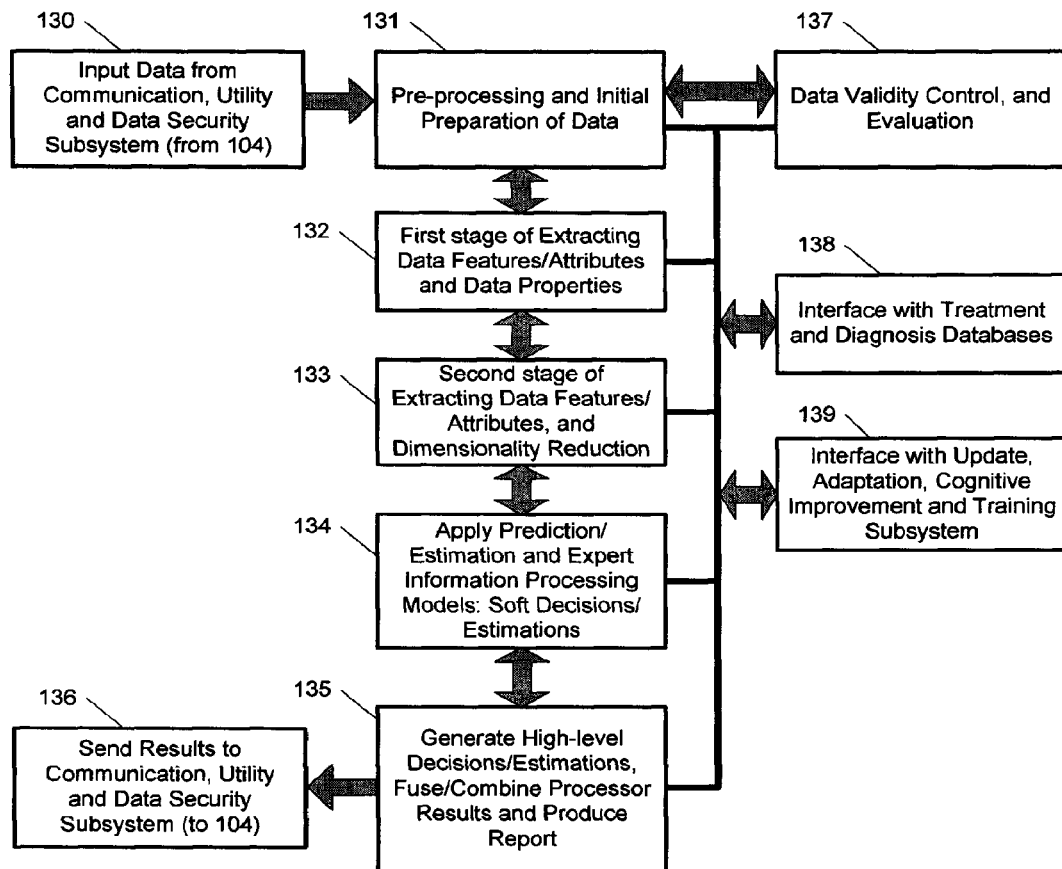 130
Input Data from
Communication, Utility
and Data Security
Subsystem (from 104)
131
Pre-processing and Initial
Preparation of Data
137
Data Validity Control, and
Evaluation
132
First stage of Extracting
Data Features/Attributes
and Data Properties
138
Interface with Treatment
and Diagnosis Databases
133
Second stage of
Extracting Data Features/
Attributes, and
Dimensionality Reduction
139
Interface with Update,
Adaptation, Cognitive
Improvement and Training
Subsystem
134
Apply Prediction/
Estimation and Expert
Information Processing
Models: Soft Decisions/
Estimations
135
Generate High-level
Decisions/Estimations,
Fuse/Combine Processor
Results and Produce
Report
136
Send Results to
Communication, Utility
and Data Security
Subsystem (to 104)